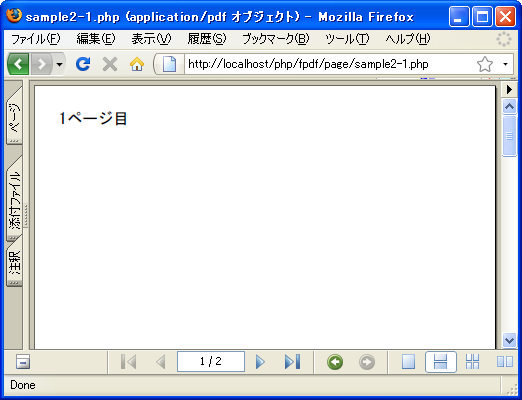 sample2-1.php (application/pdf オブジェクト) - Mozilla Firefox
ファイル(F) 編集(E) 表示(V) 履歴(S) ブックマーク(B) ツール(T) ヘルプ(H)
http://localhost/php/fpdf/page/sample2-1.php
ページ
添付ファイル
注釈
1ページ目
1 / 2
Done